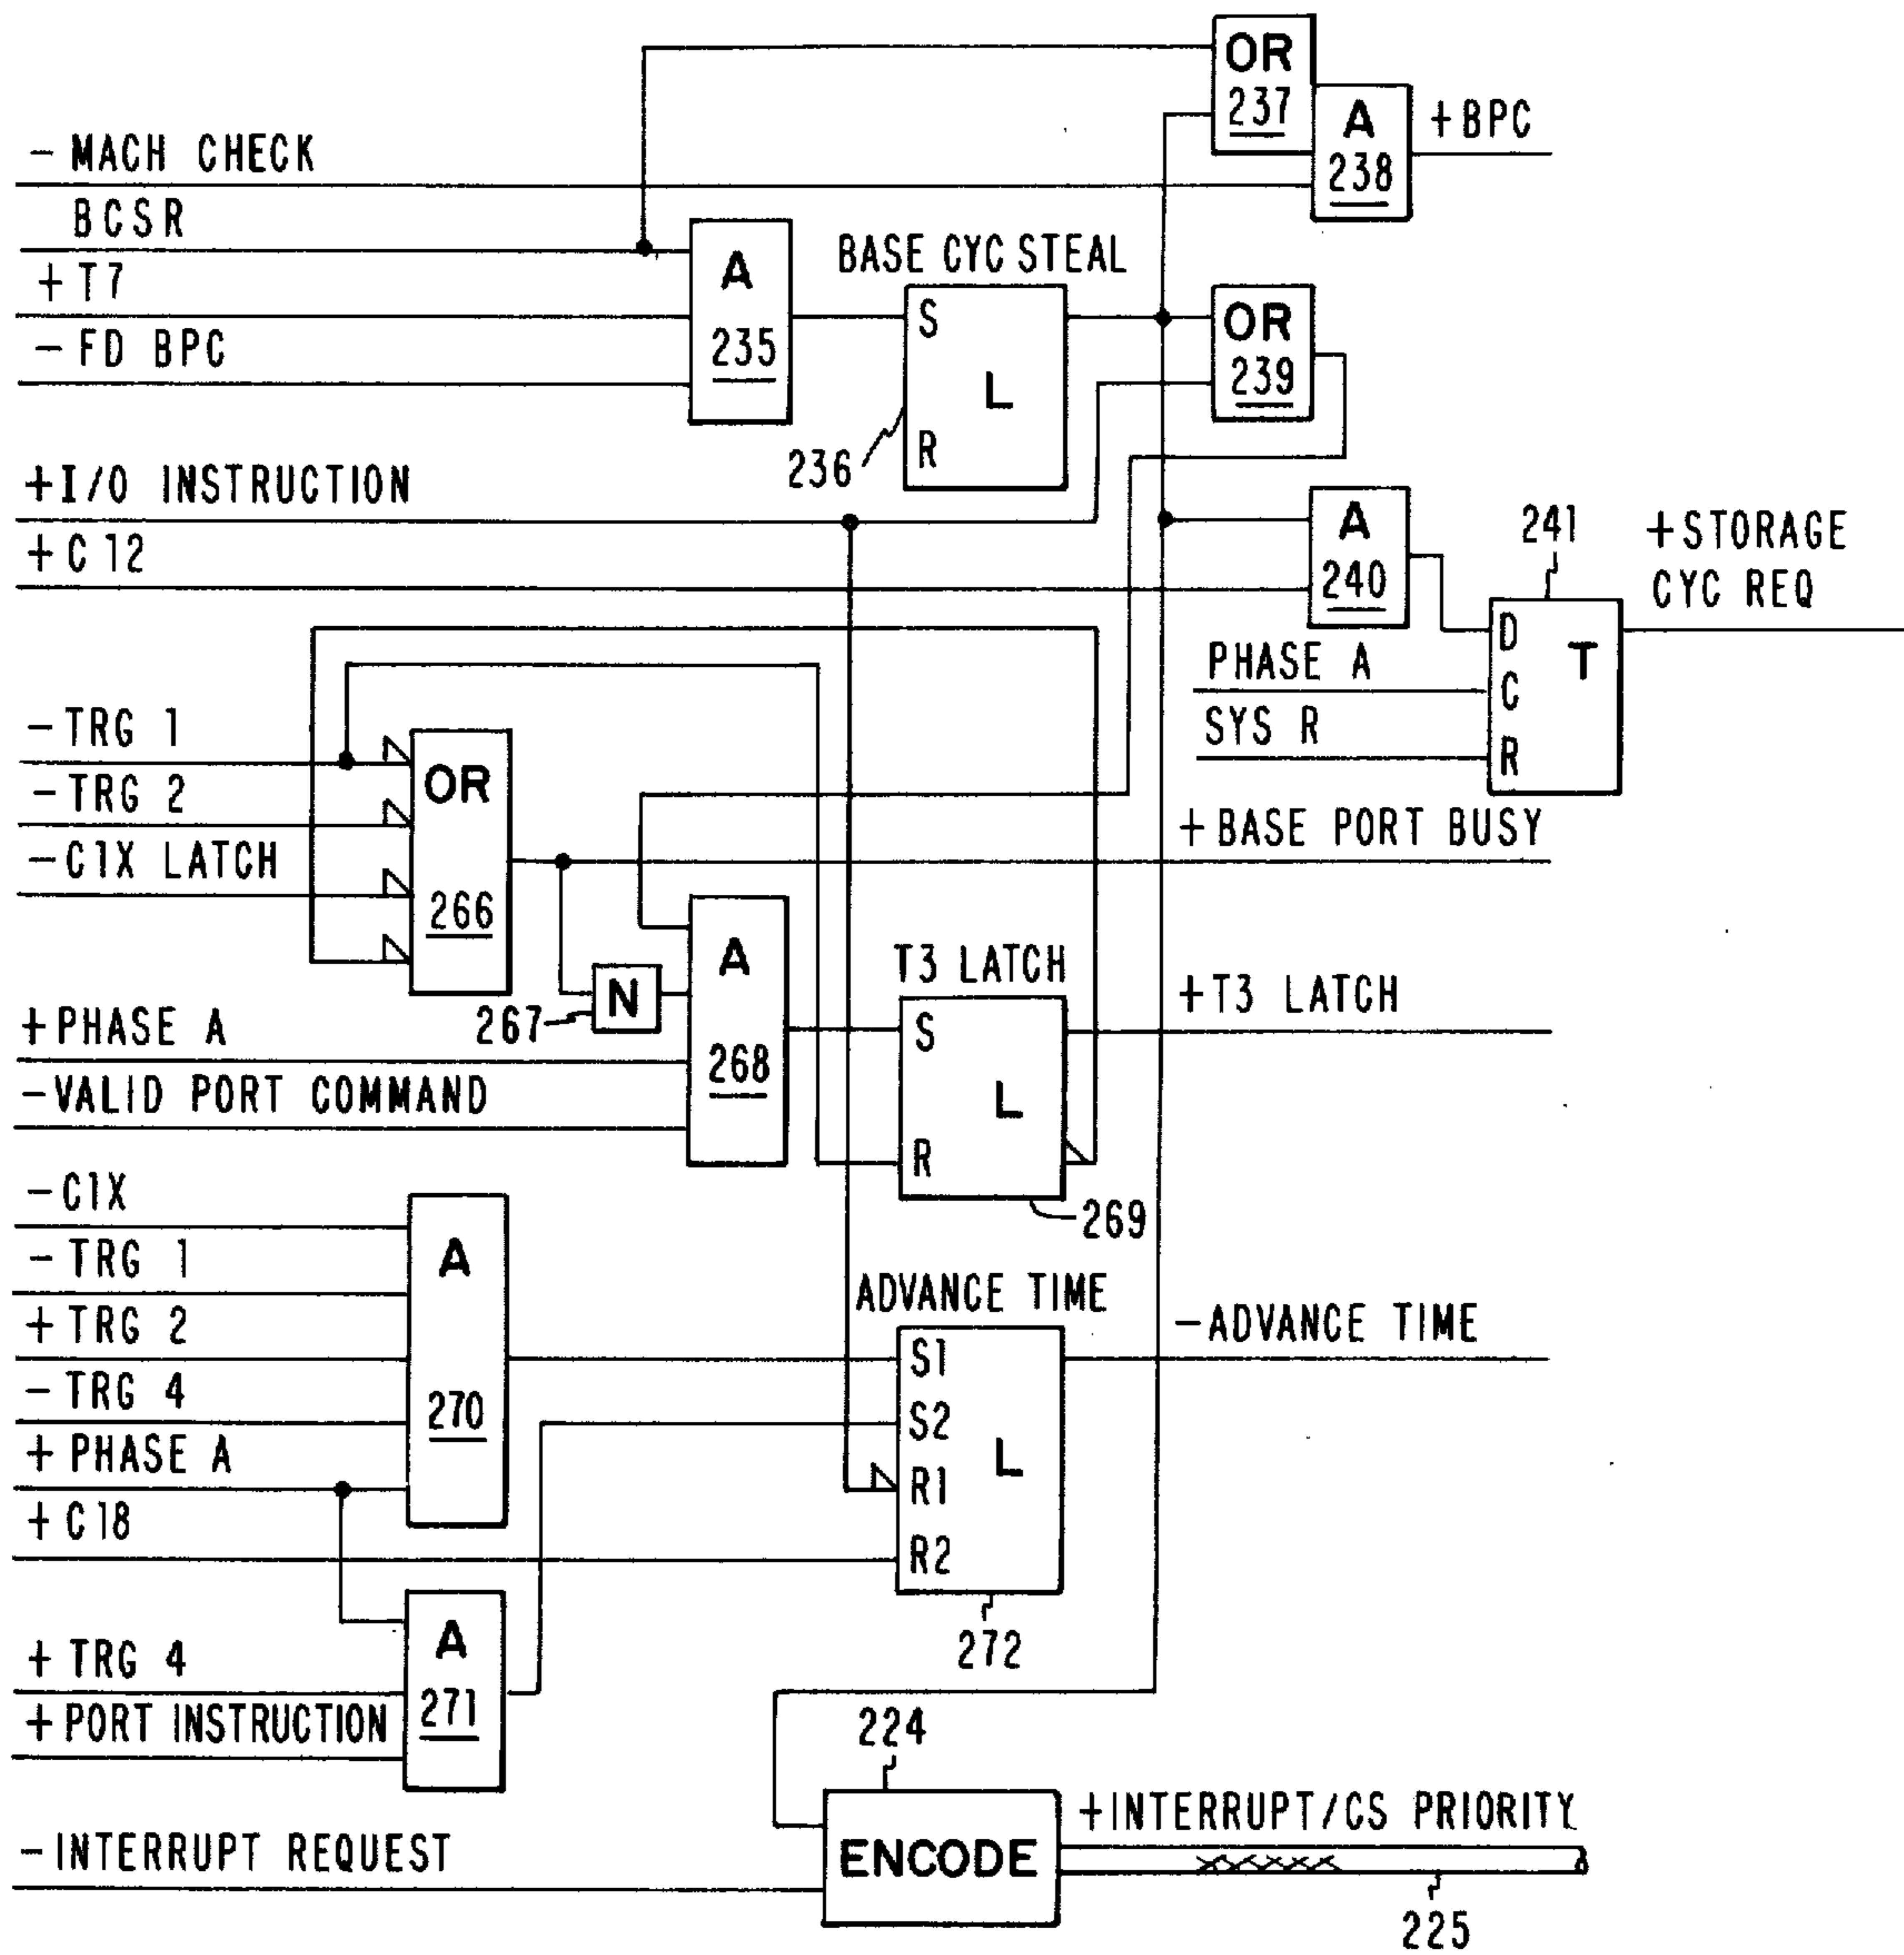 OR
237
A
238
+BPC
- MACH CHECK
BCSR
+T7
- FD BPC
A
235
BASE CYC STEAL
S
L
R
236
OR
239
+I/O INSTRUCTION
+C12
A
240
241
+STORAGE
CYC REQ
D
T
C
R
PHASE A
SYS R
-TRG 1
-TRG 2
-C1X LATCH
OR
266
+BASE PORT BUSY
N
267
A
268
+PHASE A
-VALID PORT COMMAND
T3 LATCH
S
L
R
269
+T3 LATCH
-C1X
- TRG 1
+ TRG 2
- TRG 4
+ PHASE A
+ C18
A
270
ADVANCE TIME
S1
S2
L
R1
R2
272
-ADVANCE TIME
+ TRG 4
+ PORT INSTRUCTION
A
271
224
ENCODE
- INTERRUPT REQUEST
+INTERRUPT/CS PRIORITY
225